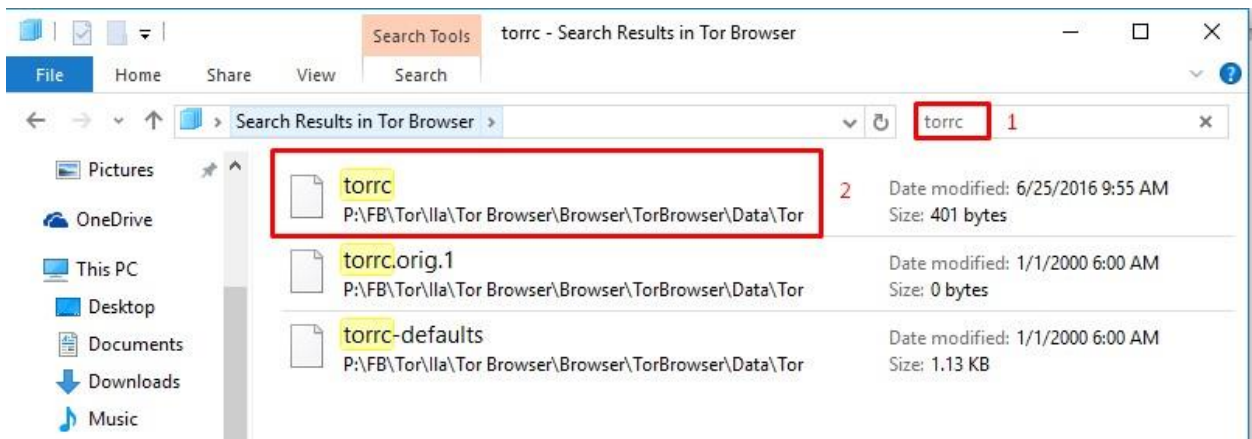 Search Tools torrc - Search Results in Tor Browser
File Home Share View Search
Search Results in Tor Browser torrc 1
Pictures
OneDrive
This PC
Desktop
Documents
Downloads
Music
torrc
P:\FB\Tor\lla\Tor Browser\Browser\TorBrowser\Data\Tor
2
Date modified: 6/25/2016 9:55 AM
Size: 401 bytes
torrc.orig.1
P:\FB\Tor\lla\Tor Browser\Browser\TorBrowser\Data\Tor
Date modified: 1/1/2000 6:00 AM
Size: 0 bytes
torrc-defaults
P:\FB\Tor\lla\Tor Browser\Browser\TorBrowser\Data\Tor
Date modified: 1/1/2000 6:00 AM
Size: 1.13 KB